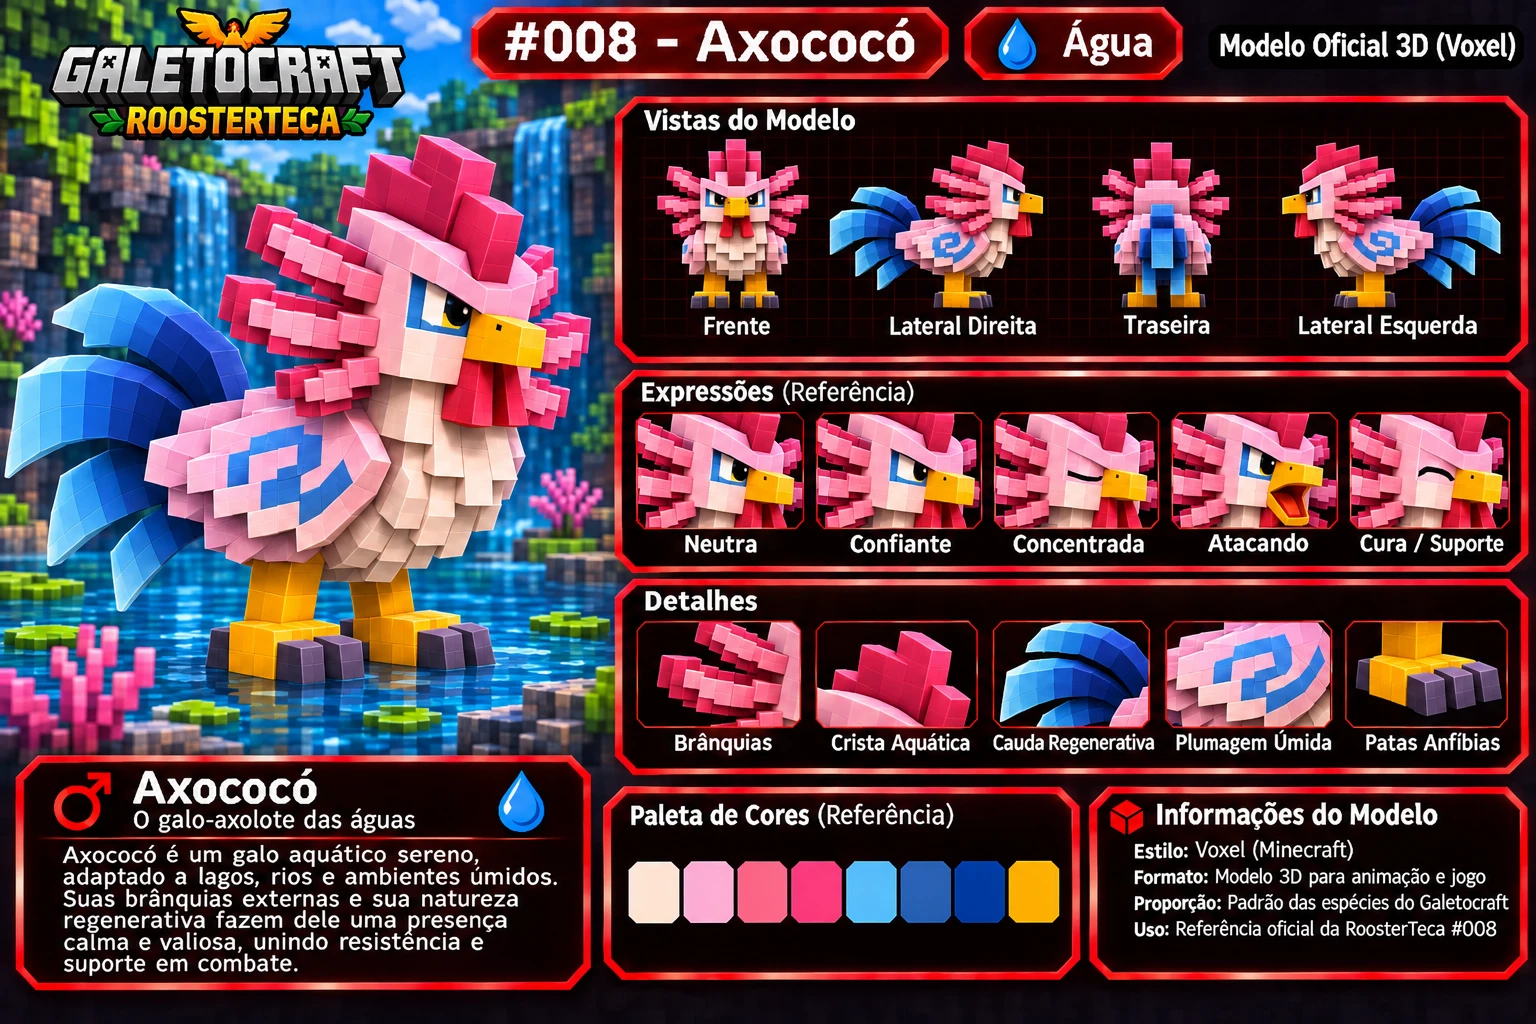 GALETOCRAFT
ROOSTERTECA
#008 - Axococó
Água
Modelo Oficial 3D (Voxel)
Vistas do Modelo
Frente
Lateral Direita
Traseira
Lateral Esquerda
Expressões (Referência)
Neutra
Confiante
Concentrada
Atacando
Cura / Suporte
Detalhes
Brânquias
Crista Aquática
Cauda Regenerativa
Plumagem Úmida
Patas Anfíbias
Axococó
O galo-axolote das águas
Axococó é um galo aquático sereno,
adaptado a lagos, rios e ambientes úmidos.
Suas brânquias externas e sua natureza
regenerativa fazem dele uma presença
calma e valiosa, unindo resistência e
suporte em combate.
Paleta de Cores (Referência)
Informações do Modelo
Estilo: Voxel (Minecraft)
Formato: Modelo 3D para animação e jogo
Proporção: Padrão das espécies do Galetocraft
Uso: Referência oficial da RoosterTeca #008